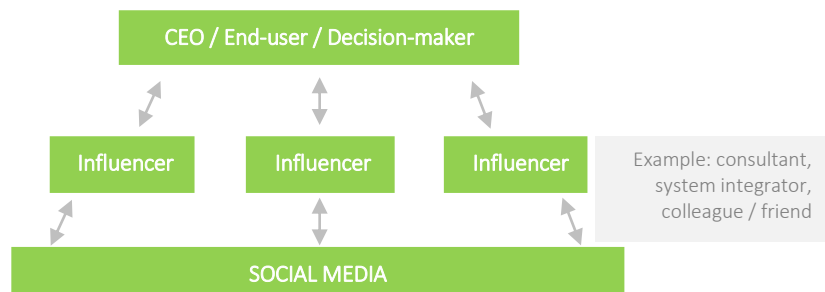 CEO / End-user / Decision-maker
Influencer
Influencer
Influencer
Example: consultant,
system integrator,
colleague / friend
SOCIAL MEDIA